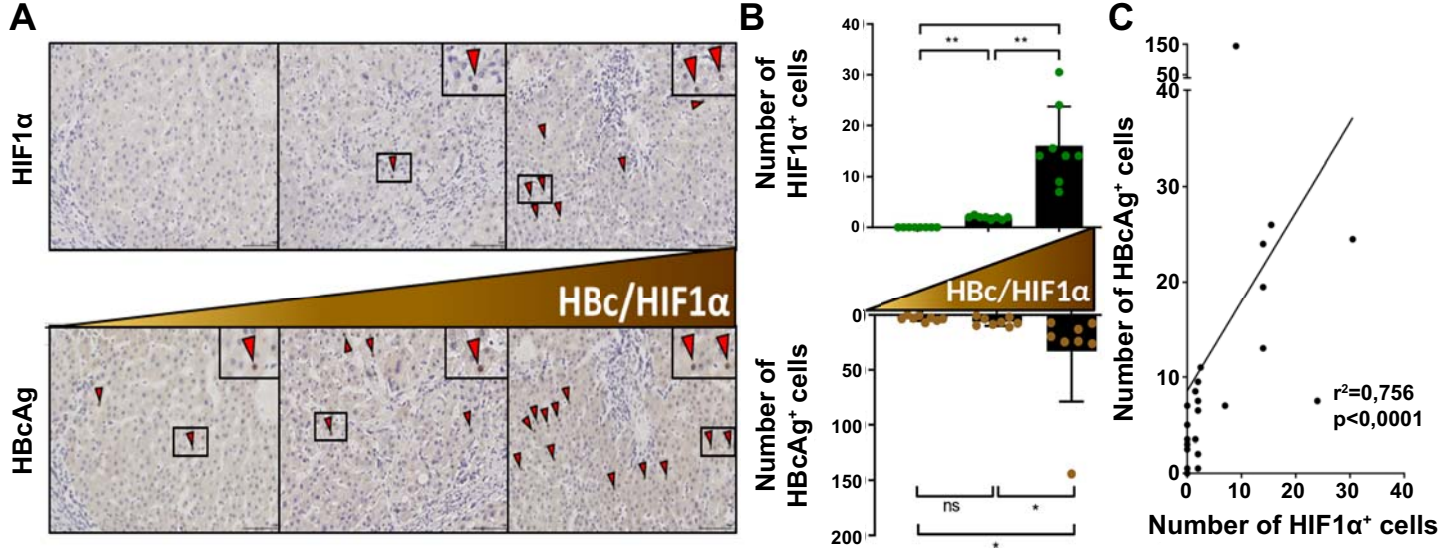 A
HIF1α
HBc/HIF1α
HBcAg
B
Number of
HIF1α+ cells
40
**
**
30
20
10
0
HBc/HIF1α
Number of
HBcAg+ cells
0
50
100
150
200
ns
*
*
C
Number of HBcAg+ cells
150
50
40
30
20
10
0
r2=0,756
p<0,0001
0
10
20
30
40
Number of HIF1α+ cells